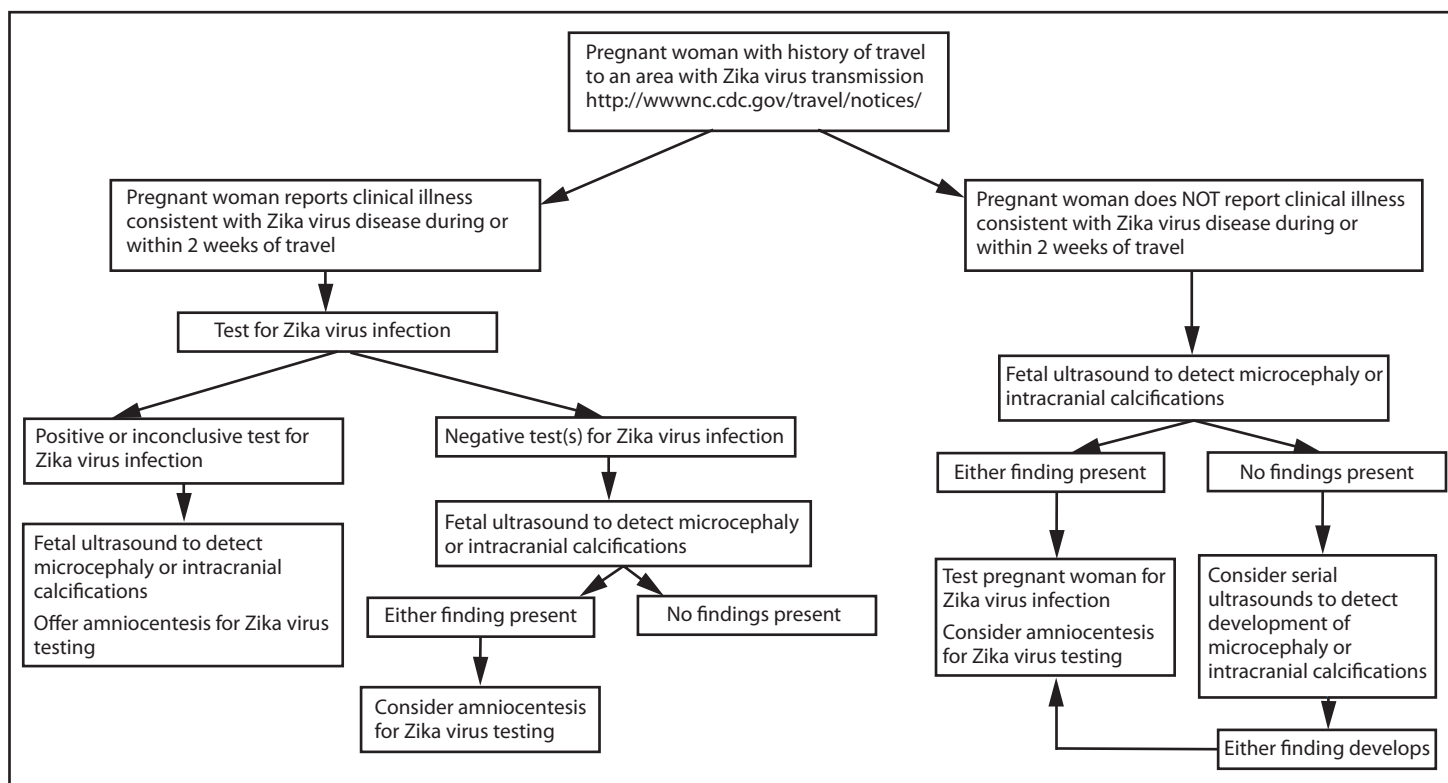 Pregnant woman with history of travel
to an area with Zika virus transmission
http://wwwnc.cdc.gov/travel/notices/
Pregnant woman reports clinical illness
consistent with Zika virus disease during or
within 2 weeks of travel
Pregnant woman does NOT report clinical illness
consistent with Zika virus disease during or
within 2 weeks of travel
Test for Zika virus infection
Fetal ultrasound to detect microcephaly or
intracranial calcifications
Positive or inconclusive test for
Zika virus infection
Negative test(s) for Zika virus infection
Either finding present
No findings present
Fetal ultrasound to detect
microcephaly or intracranial
calcifications
Offer amniocentesis for Zika virus
testing
Fetal ultrasound to detect microcephaly
or intracranial calcifications
Either finding present
No findings present
Consider amniocentesis
for Zika virus testing
Test pregnant woman for
Zika virus infection
Consider amniocentesis
for Zika virus testing
Consider serial
ultrasounds to detect
development of
microcephaly or
intracranial calcifications
Either finding develops